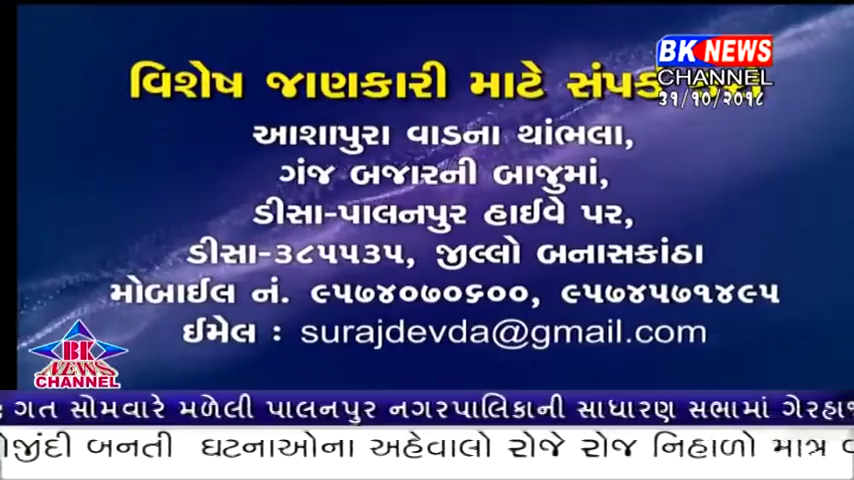 BK NEWS
CHANNEL
૩૧/૧૦/૨૦૧૮
વિશેષ જાણકારી માટે
આશાપુરા વાડના થાંભલા,
ગંજ બજારની બાજુમાં,
ડીસા-પાલનપુર હાઈવે પર,
ડીસા-૩૮૫૫૩૫, જીલ્લો બનાસકાંઠા
મોબાઈલ નં. ૯૫૭૪૦૭૦૬૦૦, ૯૫૭૪૫૭૧૪૯૫
ઈમેલ : surajdevda@gmail.com
BK
NEWS
CHANNEL
ગત સોમવારે મળેલી પાલનપુર નગરપાલિકાની સાધારણ સભામાં
બનતી ઘટનાઓના અહેવાલો રોજે રોજ નિહાળો માત્ર